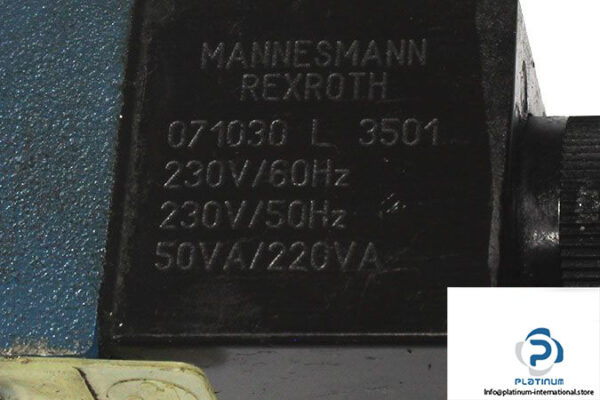 MANNESMANN
REXROTH
071030 L 3501
230V/60Hz
230V/50Hz
50VA/220VA
PLATINUM
Info@platinum-international.store